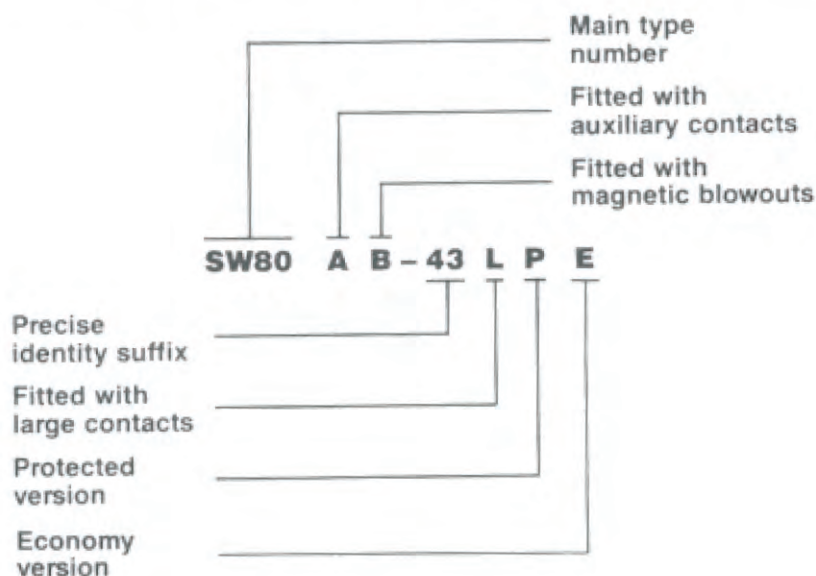 Main type
number
Fitted with
auxiliary contacts
Fitted with
magnetic blowouts
SW80 A B – 43 L P E
Precise
identity suffix
Fitted with
large contacts
Protected
version
Economy
version